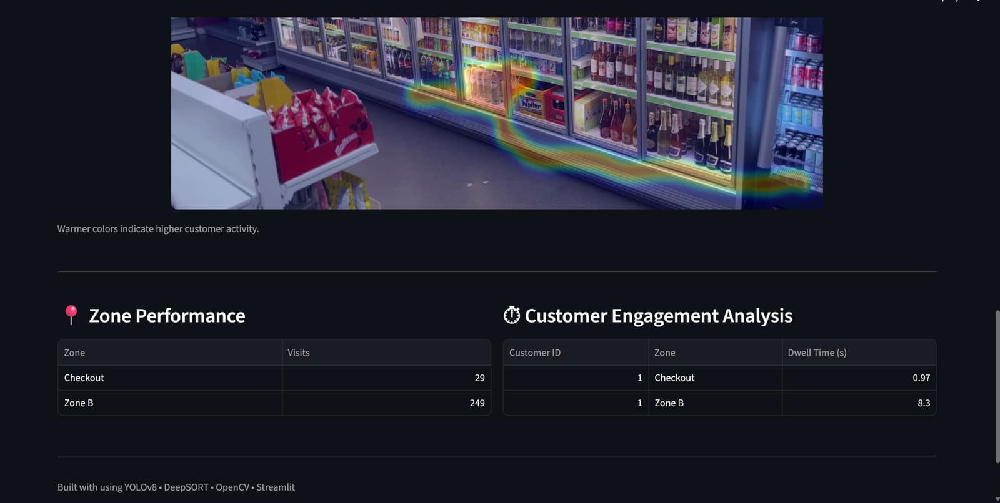 Jupiler
Maltesers
Warmer colors indicate higher customer activity.
📍 Zone Performance
Zone Visits
Checkout 29
Zone B 249
⏱ Customer Engagement Analysis
Customer ID Zone Dwell Time (s)
1 Checkout 0.97
1 Zone B 8.3
Built with using YOLOv8 • DeepSORT • OpenCV • Streamlit